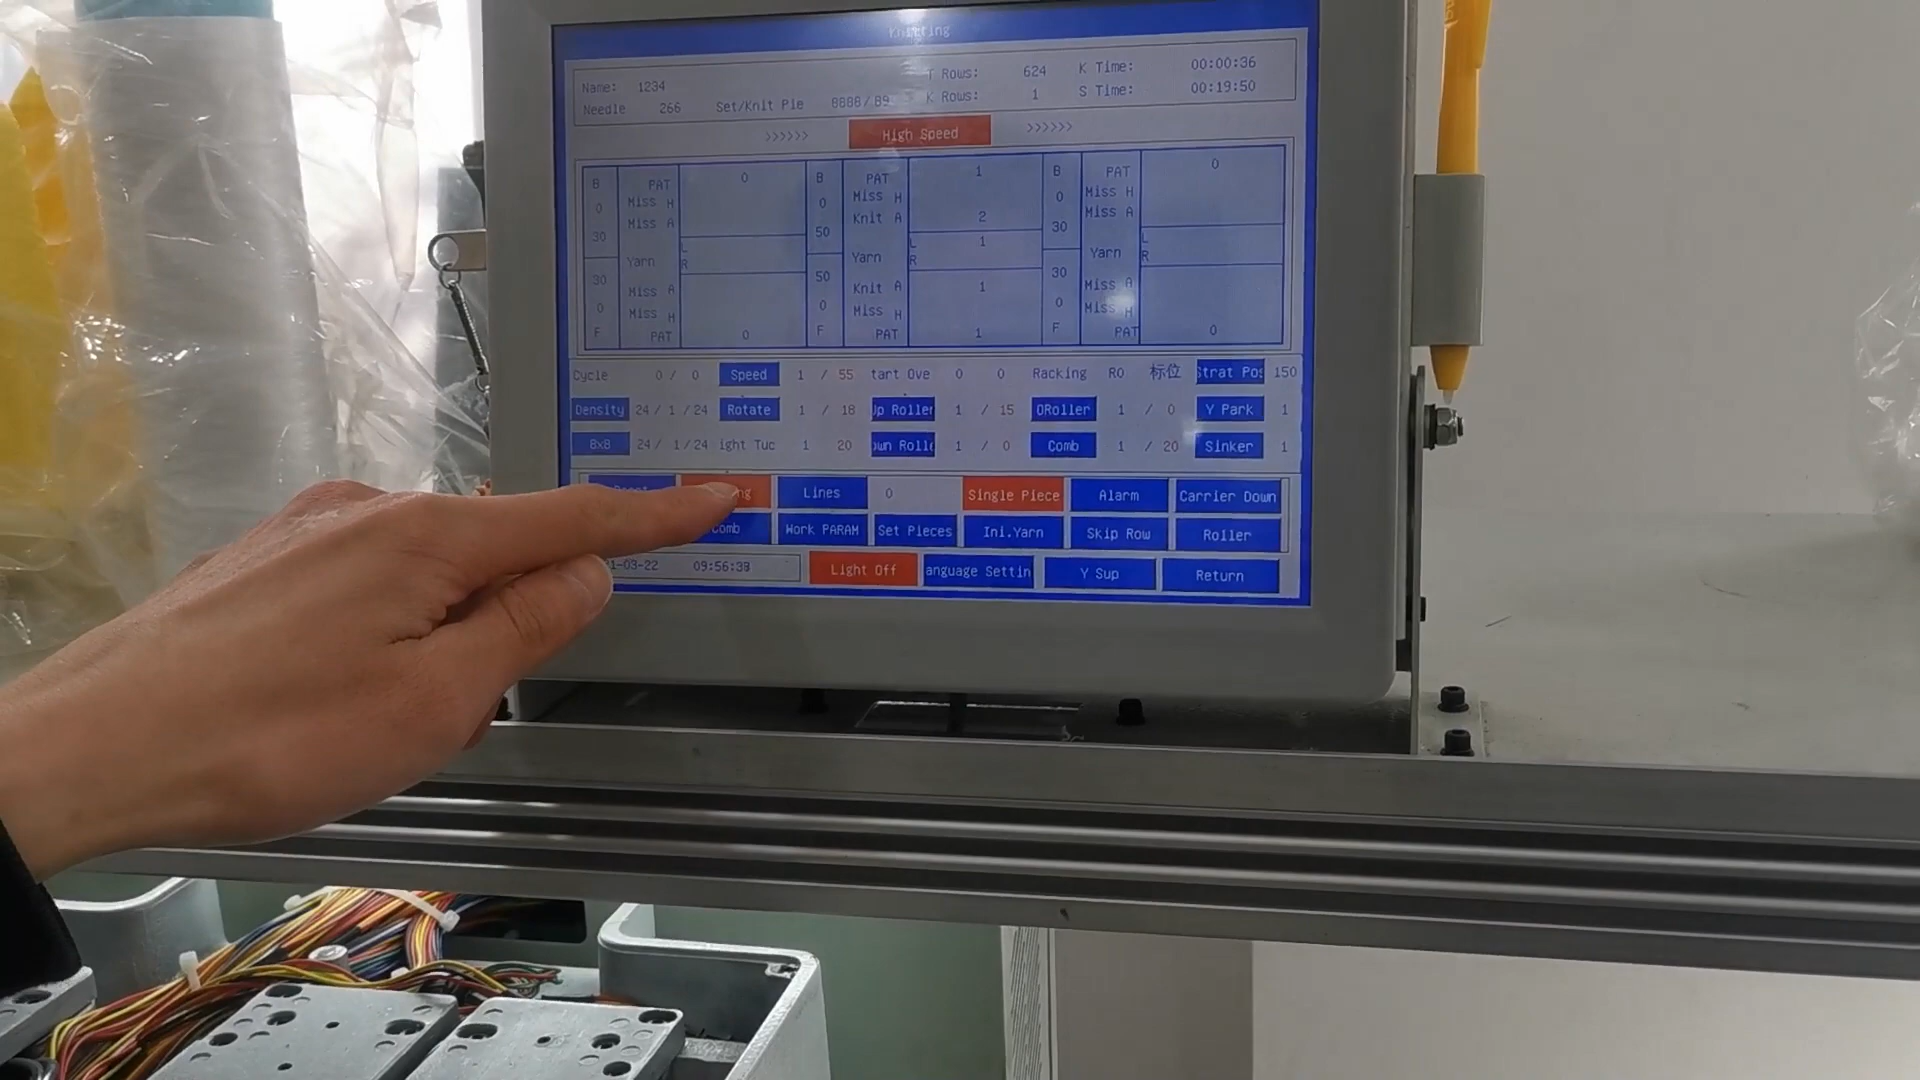 Knitting
Name: 1234
T Rows: 624 K Time: 00:00:36
Needle 266 Set/Knit Pie 8888/89 K Rows: 1 S Time: 00:19:50
>>>>>> High Speed >>>>>>
B PAT 0 B PAT 1 B PAT 0
0 Miss H 0 Miss H 0 Miss H
30 Miss A 50 Knit A 2 30 Miss A
Yarn L R Yarn L 1 R Yarn L R
30 Miss A 50 Knit A 1 30 Miss A
0 Miss H 0 Miss H 0 Miss H
F PAT 0 F PAT 1 F PAT 0
Cycle 0 / 0 Speed 1 / 55 tart Ove 0 0 Racking R0 标位 Strat Pos 150
Density 24 / 1 / 24 Rotate 1 / 18 Up Roller 1 / 15 ORoller 1 / 0 Y Park 1
8x8 24 / 1/24 ight Tuc 1 20 own Roll 1 / 0 Comb 1 / 20 Sinker 1
Lines 0 Single Piece Alarm Carrier Down
Comb Work PARAM Set Pieces Ini.Yarn Skip Row Roller
1-03-22 09:56:38 Light Off anguage Settin Y Sup Return